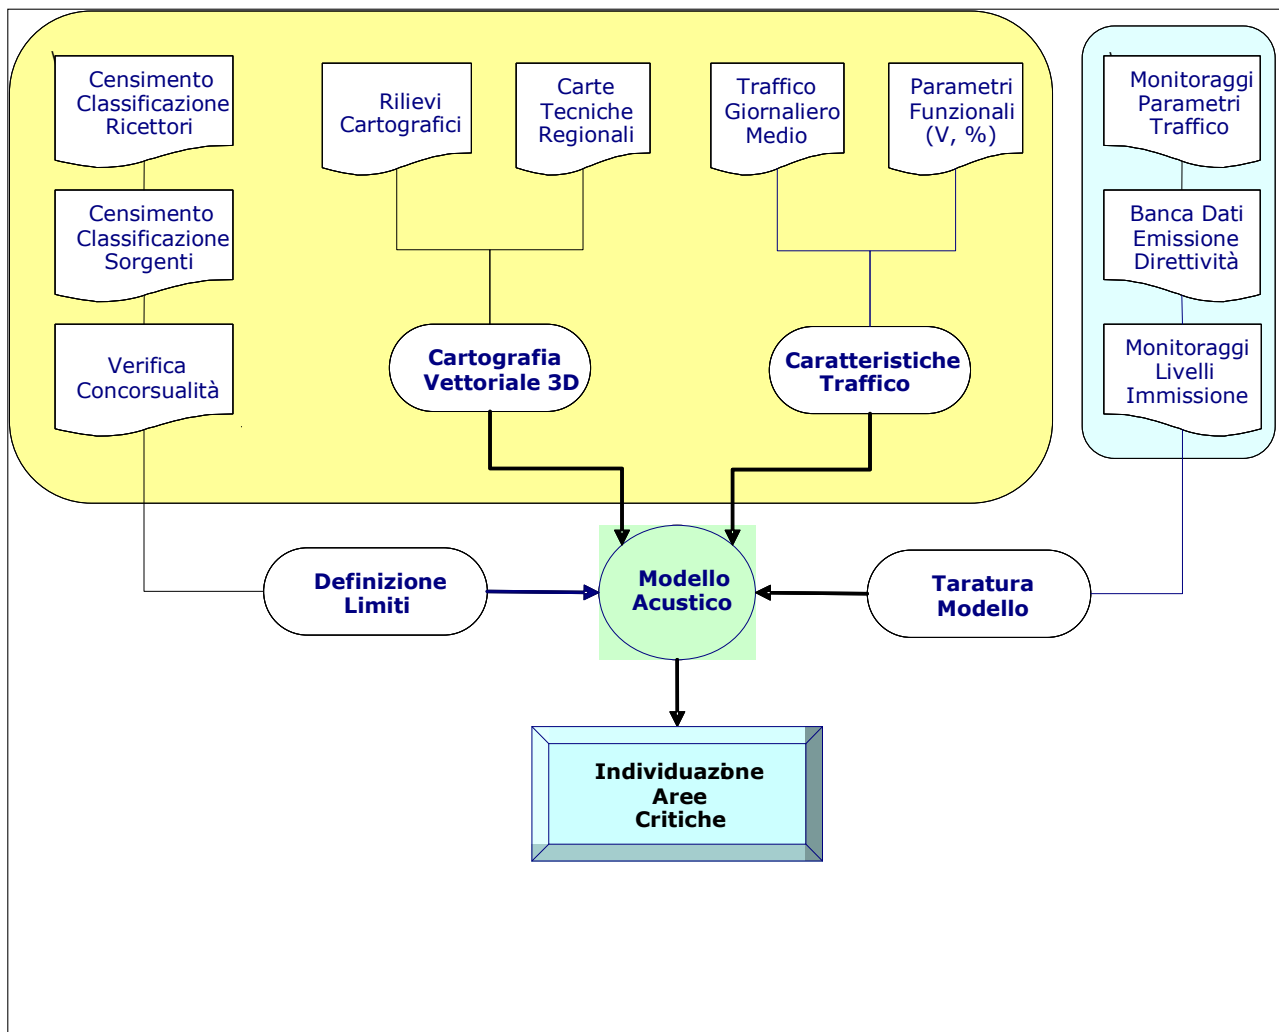 Censimento
Classificazione
Ricettori
Rilievi
Cartografici
Carte
Tecniche
Regionali
Traffico
Giornaliero
Medio
Parametri
Funzionali
(V, %)
Monitoraggi
Parametri
Traffico
Censimento
Classificazione
Sorgenti
Banca Dati
Emissione
Direttività
Verifica
Concorsualità
Cartografia
Vettoriale 3D
Caratteristiche
Traffico
Monitoraggi
Livelli
Immissione
Definizione
Limiti
Modello
Acustico
Taratura
Modello
Individuazione
Aree
Critiche